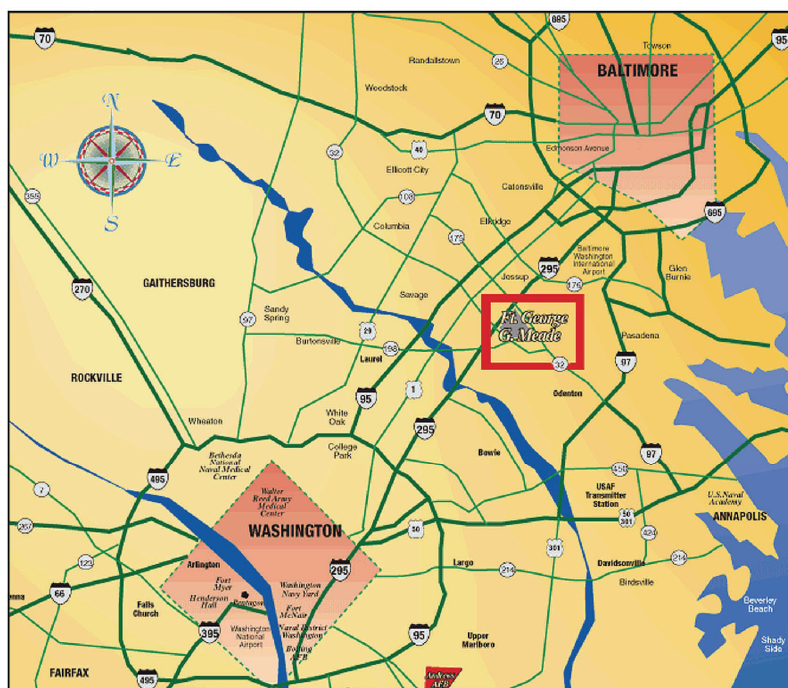 70
695
Towson
95
26
Randallstown
BALTIMORE
Woodstock
N
70
32
40
Edmonson Avenue
W
E
Ellicott City
Catonsville
355
108
S
Elkridge
695
Columbia
175
Baltimore
Washington
International
Airport
295
Jessup
Glen
Burnie
GAITHERSBURG
270
176
Savage
Sandy
Spring
97
29
Ft. George
G. Meade
Burtonsville
198
Laurel
Pasadena
97
32
ROCKVILLE
1
95
Odenton
White
Oak
Wheaton
295
College
Park
Bethesda
National
Naval Medical
Center
Bowie
97
495
450
7
Walter
Reed Army
Medical
Center
USAF
Transmitter
Station
U.S. Naval
Academy
ANNAPOLIS
50
301
267
WASHINGTON
50
424
301
123
Arlington
Largo
214
Davidsonville
214
Birdsville
295
Fort
Myer
Washington
Navy Yard
enna
66
Henderson
Hall
Pentagon
Beverley
Beach
Falls
Church
Fort
McNair
395
Washington
National
Airport
Naval District
Washington
95
Upper
Marlboro
Shady
Side
Bolling
AFB
FAIRFAX
495
Andrews
AFB